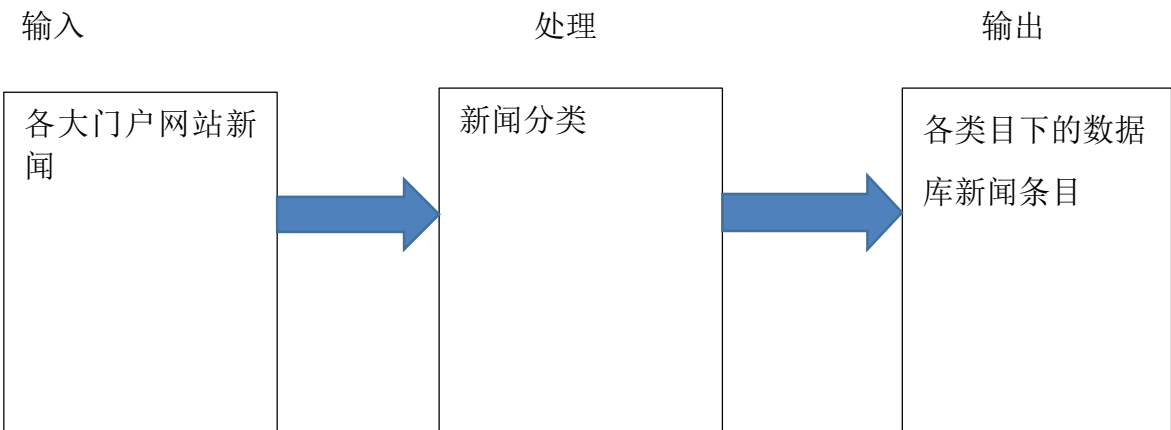 输入
处理
输出
各大门户网站新
闻
新闻分类
各类目下的数据
库新闻条目